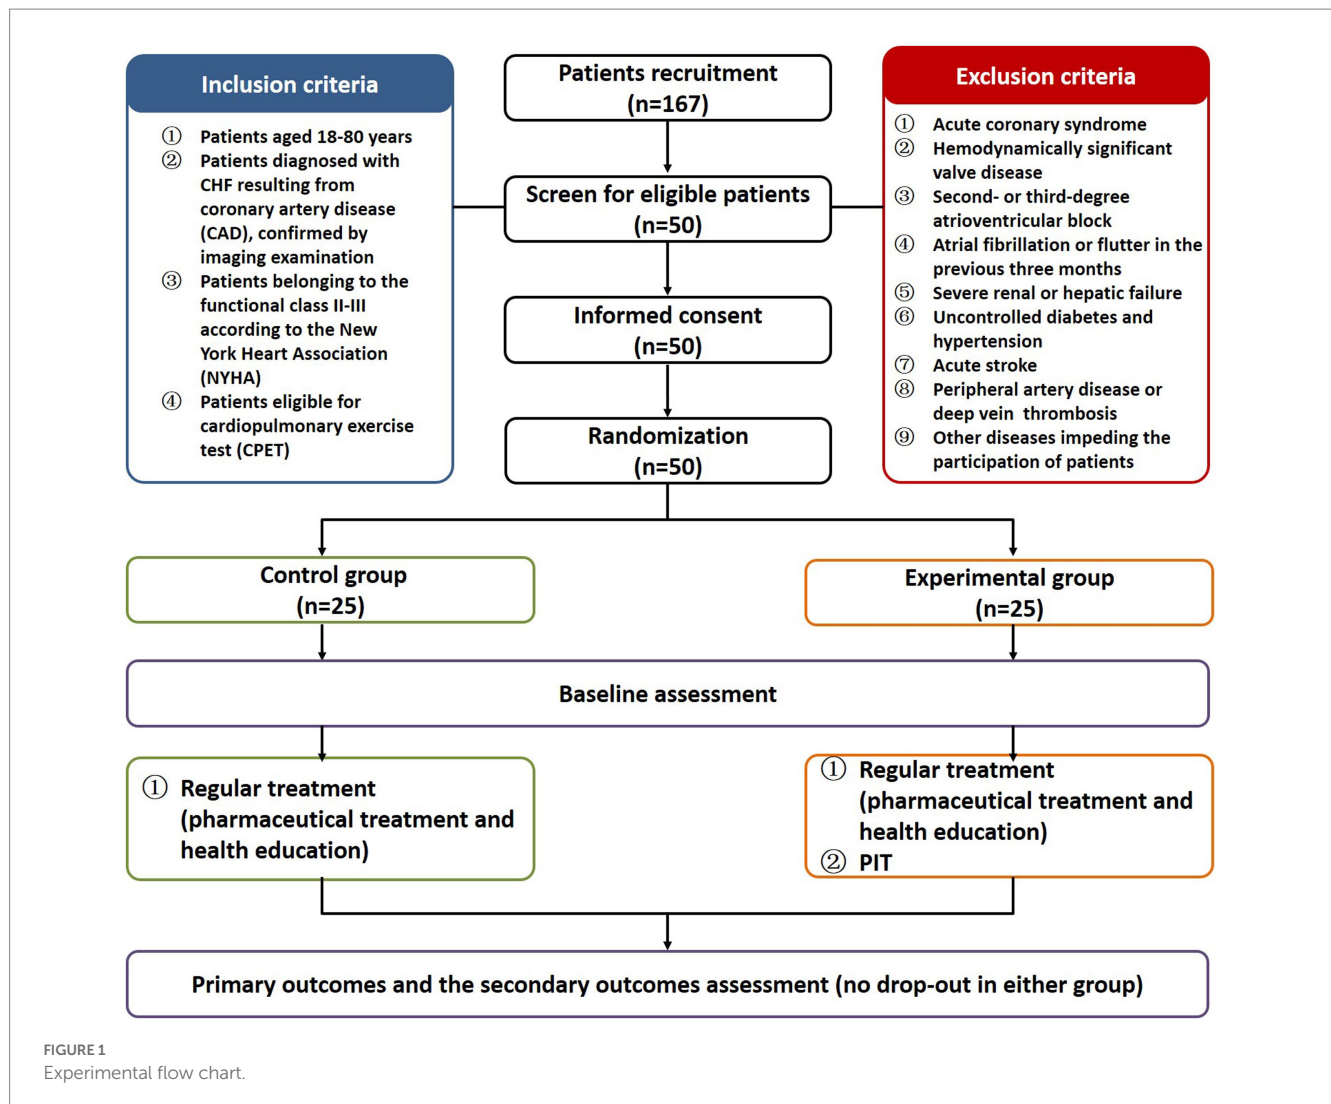 Inclusion criteria
① Patients aged 18-80 years
② Patients diagnosed with
CHF resulting from
coronary artery disease
(CAD), confirmed by
imaging examination
③ Patients belonging to the
functional class II-III
according to the New
York Heart Association
(NYHA)
④ Patients eligible for
cardiopulmonary exercise
test (CPET)
Patients recruitment
(n=167)
Screen for eligible patients
(n=50)
Informed consent
(n=50)
Randomization
(n=50)
Exclusion criteria
① Acute coronary syndrome
② Hemodynamically significant
valve disease
③ Second- or third-degree
atrioventricular block
④ Atrial fibrillation or flutter in the
previous three months
⑤ Severe renal or hepatic failure
⑥ Uncontrolled diabetes and
hypertension
⑦ Acute stroke
⑧ Peripheral artery disease or
deep vein thrombosis
⑨ Other diseases impeding the
participation of patients
Control group
(n=25)
Experimental group
(n=25)
Baseline assessment
① Regular treatment
(pharmaceutical treatment and
health education)
① Regular treatment
(pharmaceutical treatment and
health education)
② PIT
Primary outcomes and the secondary outcomes assessment (no drop-out in either group)
FIGURE 1
Experimental flow chart.